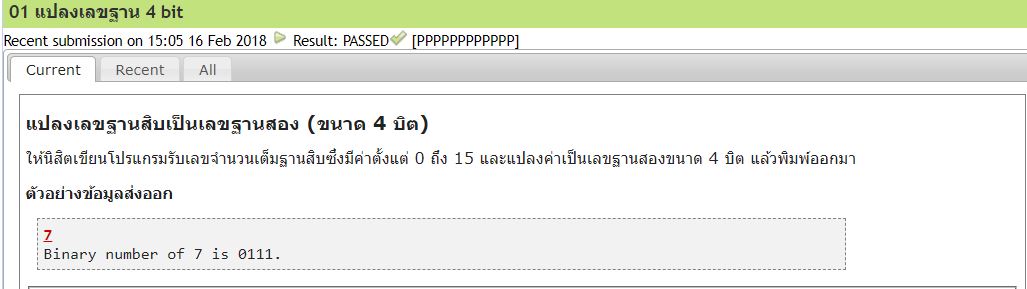 01 แปลงเลขฐาน 4 bit
Recent submission on 15:05 16 Feb 2018 Result: PASSED [PPPPPPPPPPPP]
Current Recent All
แปลงเลขฐานสิบเป็นเลขฐานสอง (ขนาด 4 บิต)
ให้นิสิตเขียนโปรแกรมรับเลขจำนวนเต็มฐานสิบซึ่งมีค่าตั้งแต่ 0 ถึง 15 และแปลงค่าเป็นเลขฐานสองขนาด 4 บิต แล้วพิมพ์ออกมา
ตัวอย่างข้อมูลส่งออก
7
Binary number of 7 is 0111.